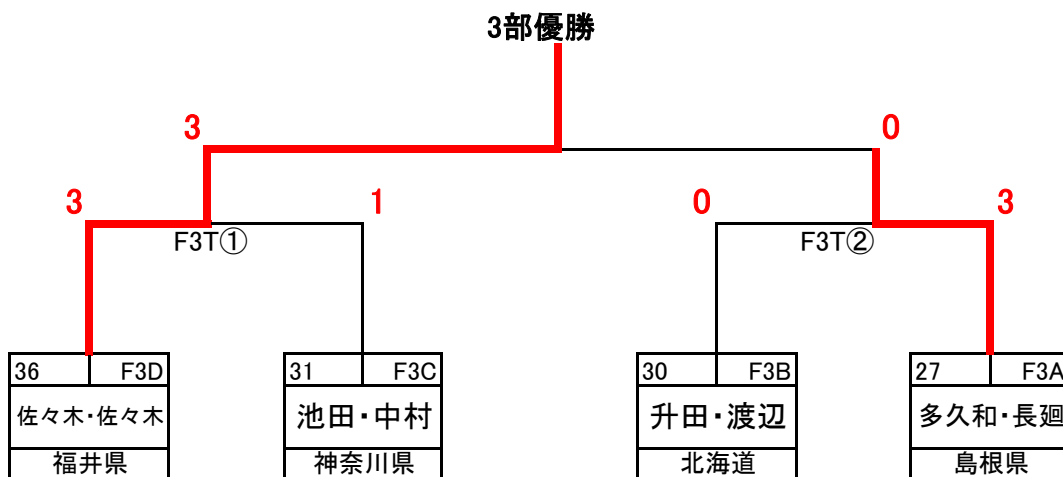 3部優勝
3 0
3 1 0 3
F3T① F3T②
36 F3D 31 F3C 30 F3B 27 F3A
佐々木・佐々木 池田・中村 升田・渡辺 多久和・長廻
福井県 神奈川県 北海道 島根県